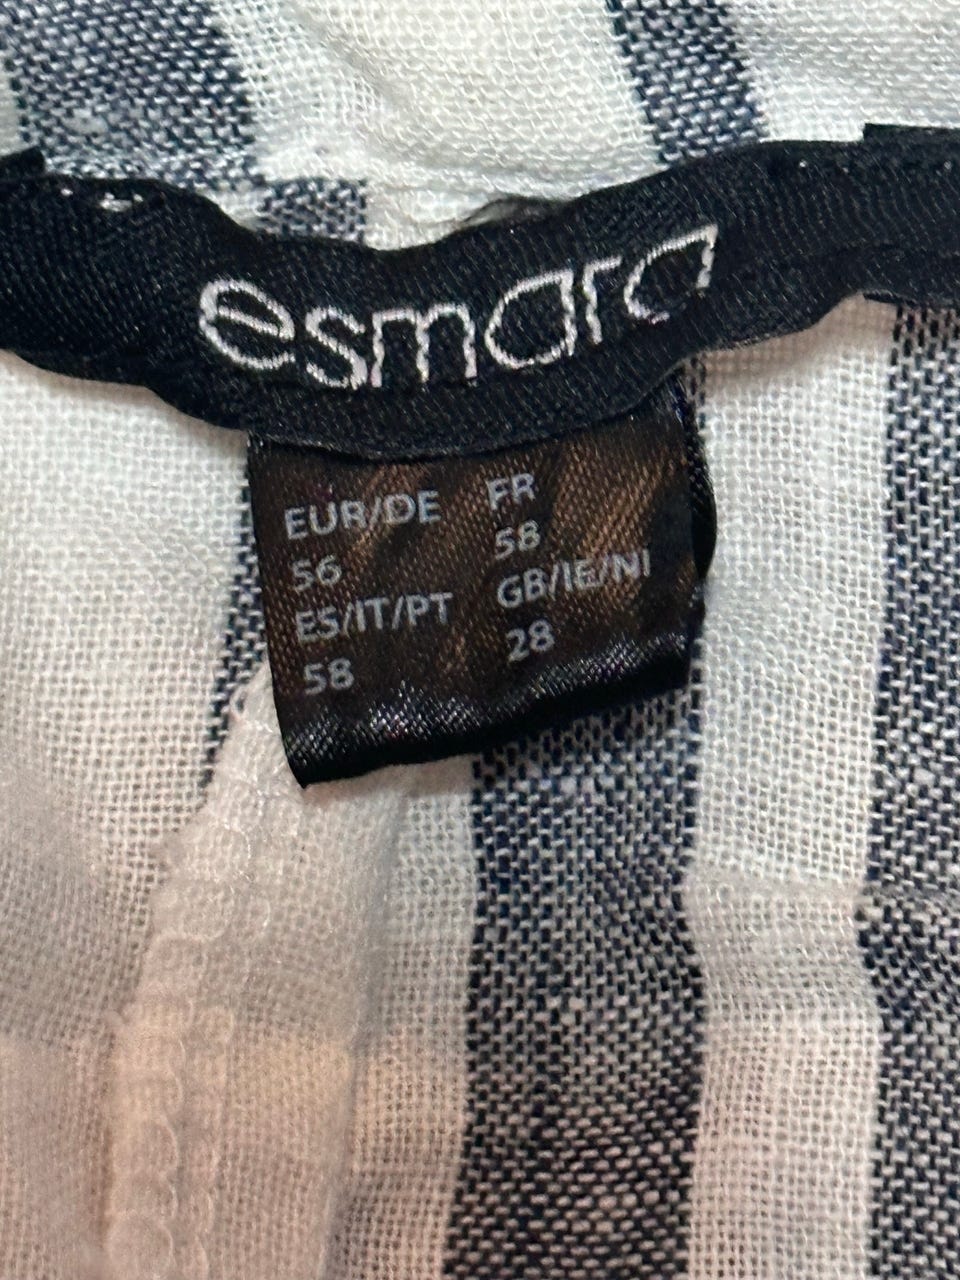 esmara
EUR/DE FR
56 58
ES/IT/PT GB/IE/NI
58 28